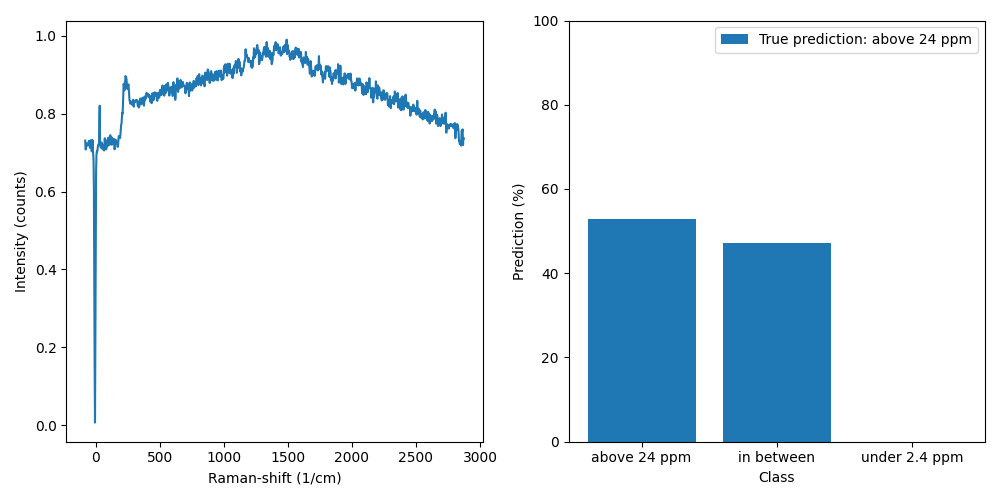 1.0
0.8
0.6
0.4
0.2
0.0
Intensity (counts)
0 500 1000 1500 2000 2500 3000
Raman-shift (1/cm)
100
80
60
40
20
0
Prediction (%)
True prediction: above 24 ppm
above 24 ppm in between under 2.4 ppm
Class